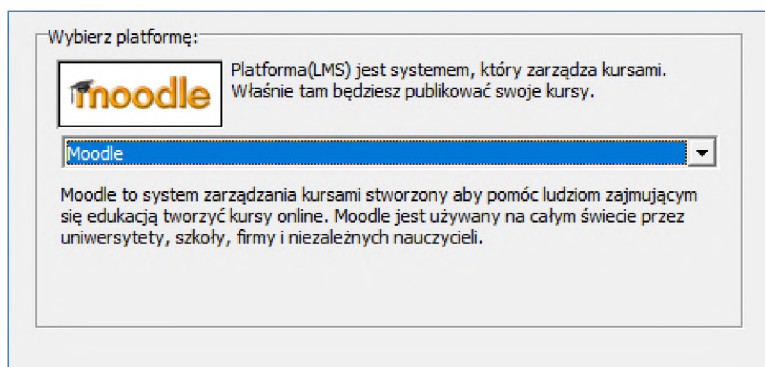 Wybierz platformę:
moodle
Platforma(LMS) jest systemem, który zarządza kursami.
Właśnie tam będziesz publikować swoje kursy.
Moodle
Moodle to system zarządzania kursami stworzony aby pomóc ludziom zajmującym
się edukacją tworzyć kursy online. Moodle jest używany na całym świecie przez
uniwersytety, szkoły, firmy i niezależnych nauczycieli.